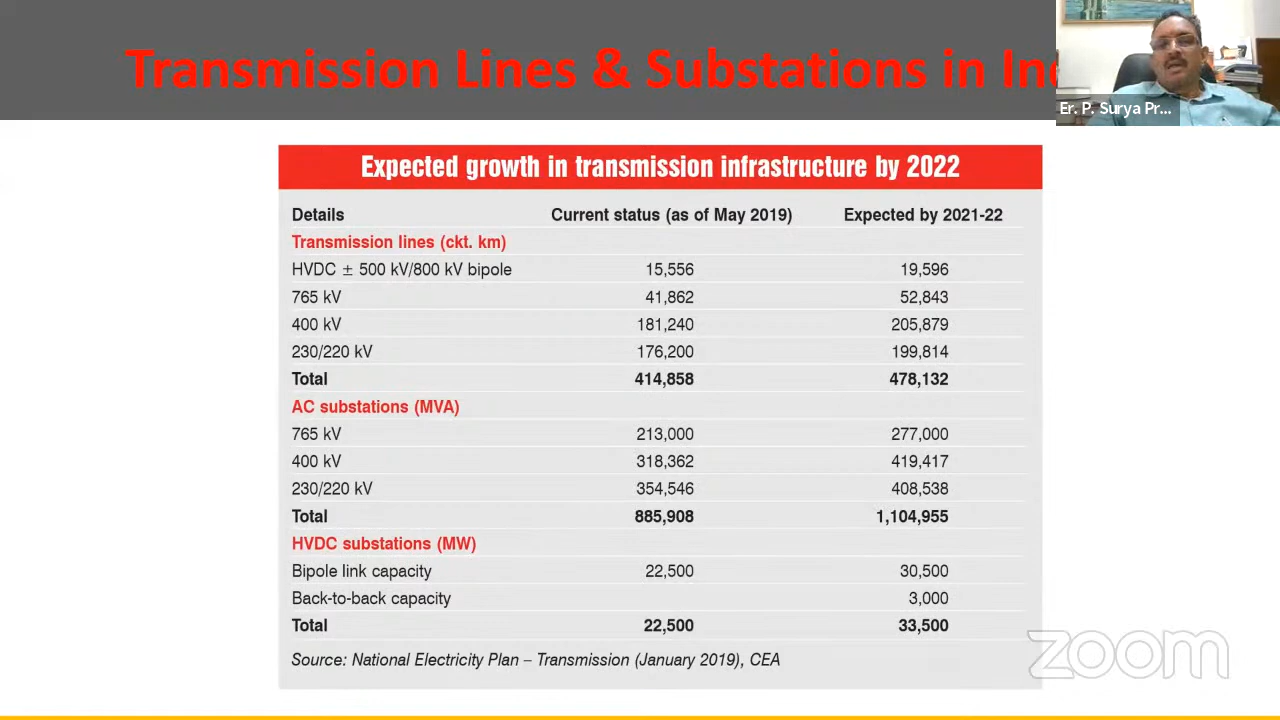 Transmission Lines & Substations in
Er. P. Surya Pr...
Expected growth in transmission infrastructure by 2022
Details Current status (as of May 2019) Expected by 2021-22
Transmission lines (ckt. km)
HVDC ± 500 kV/800 kV bipole 15,556 19,596
765 kV 41,862 52,843
400 kV 181,240 205,879
230/220 kV 176,200 199,814
Total 414,858 478,132
AC substations (MVA)
765 kV 213,000 277,000
400 kV 318,362 419,417
230/220 kV 354,546 408,538
Total 885,908 1,104,955
HVDC substations (MW)
Bipole link capacity 22,500 30,500
Back-to-back capacity 3,000
Total 22,500 33,500
Source: National Electricity Plan – Transmission (January 2019), CEA
zoom